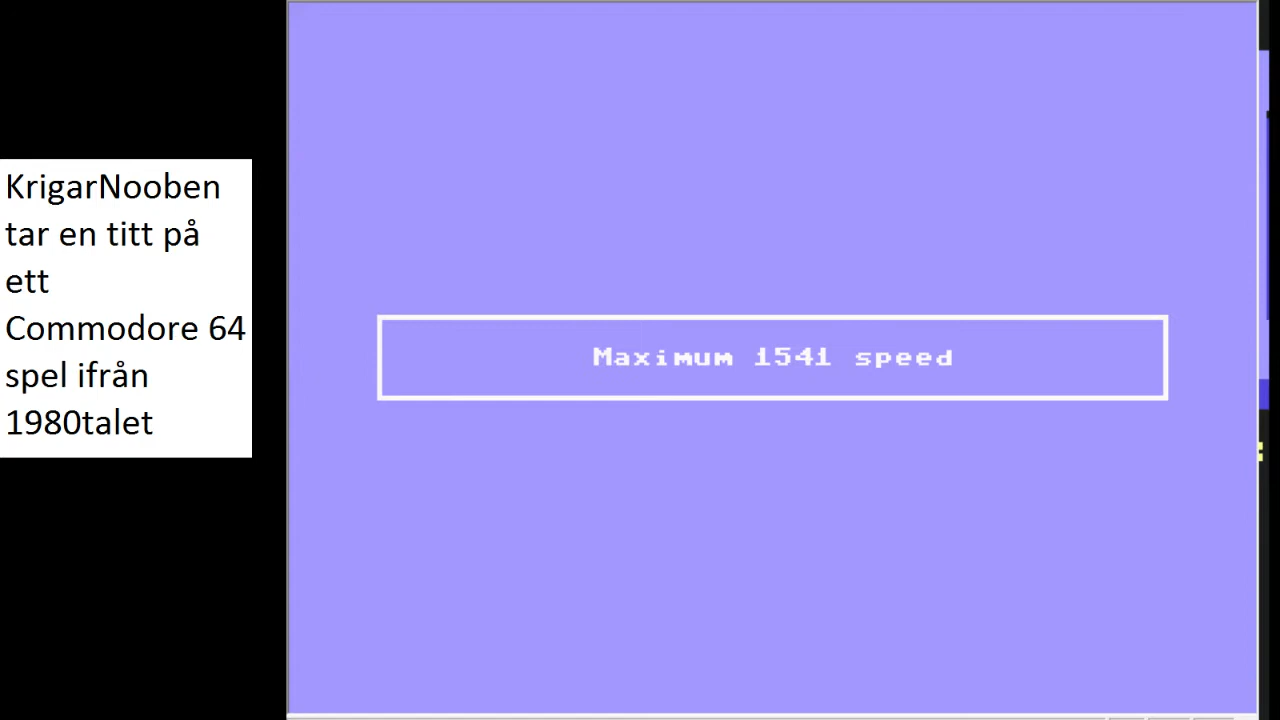 KrigarNooben
tar en titt på
ett
Commodore 64
spel ifrån
1980talet
Maximum 1541 speed